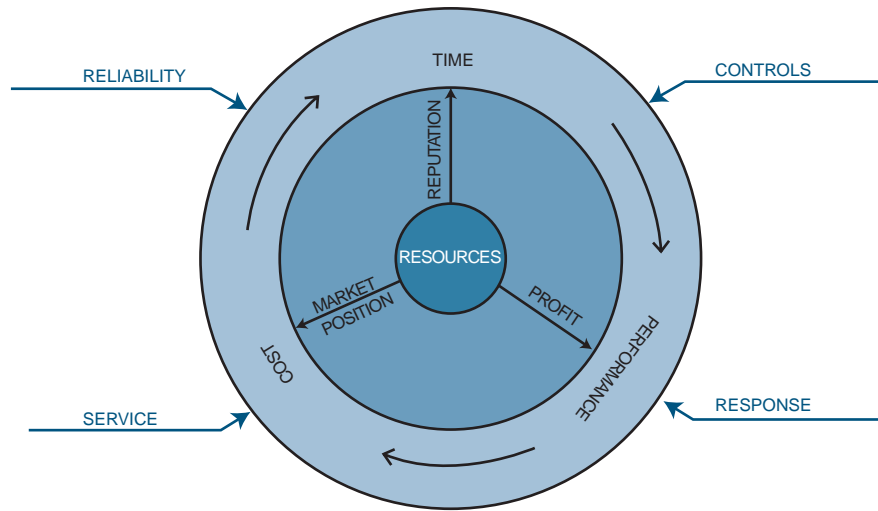 TIME
RELIABILITY
CONTROLS
REPUTATION
RESOURCES
MARKET
POSITION
PROFIT
COST
PERFORMANCE
SERVICE
RESPONSE